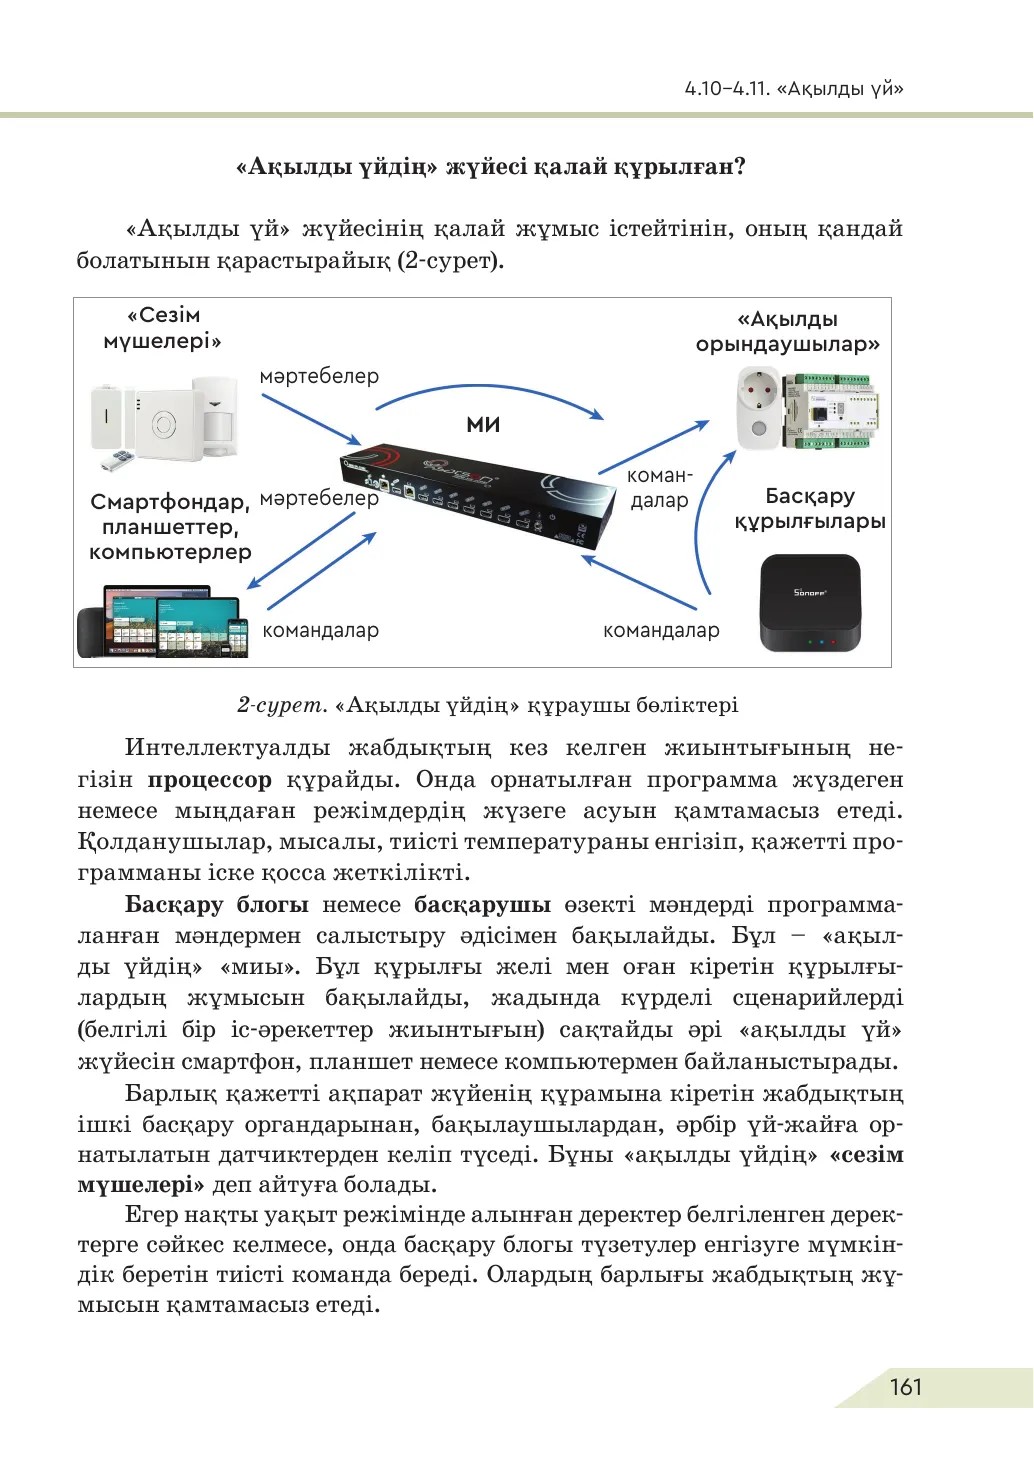 4.10–4.11. «Ақылды үй»
«Ақылды үйдің» жүйесі қалай құрылған?
«Ақылды үй» жүйесінің қалай жұмыс істейтінін, оның қандай
болатынын қарастырайық (2-сурет).
«Сезім
мүшелері»
«Ақылды
орындаушылар»
мәртебелер
МИ
коман-
далар
Смартфондар,
планшеттер,
компьютерлер
мәртебелер
Басқару
құрылғылары
SONOFF
командалар
командалар
2-сурет. «Ақылды үйдің» құраушы бөліктері
Интеллектуалды жабдықтың кез келген жиынтығының не-
гізін процессор құрайды. Онда орнатылған программа жүздеген
немесе мыңдаған режімдердің жүзеге асуын қамтамасыз етеді.
Қолданушылар, мысалы, тиісті температураны енгізіп, қажетті про-
грамманы іске қосса жеткілікті.
Басқару блогы немесе басқарушы өзекті мәндерді программа-
ланған мәндермен салыстыру әдісімен бақылайды. Бұл – «ақыл-
ды үйдің» «миы». Бұл құрылғы желі мен оған кіретін құрылғы-
лардың жұмысын бақылайды, жадында күрделі сценарийлерді
(белгілі бір іс-әрекеттер жиынтығын) сақтайды әрі «ақылды үй»
жүйесін смартфон, планшет немесе компьютермен байланыстырады.
Барлық қажетті ақпарат жүйенің құрамына кіретін жабдықтың
ішкі басқару органдарынан, бақылаушылардан, әрбір үй-жайға ор-
натылатын датчиктерден келіп түседі. Бұны «ақылды үйдің» «сезім
мүшелері» деп айтуға болады.
Егер нақты уақыт режімінде алынған деректер белгіленген дерек-
терге сәйкес келмесе, онда басқару блогы түзетулер енгізуге мүмкін-
дік беретін тиісті команда береді. Олардың барлығы жабдықтың жұ-
мысын қамтамасыз етеді.
161